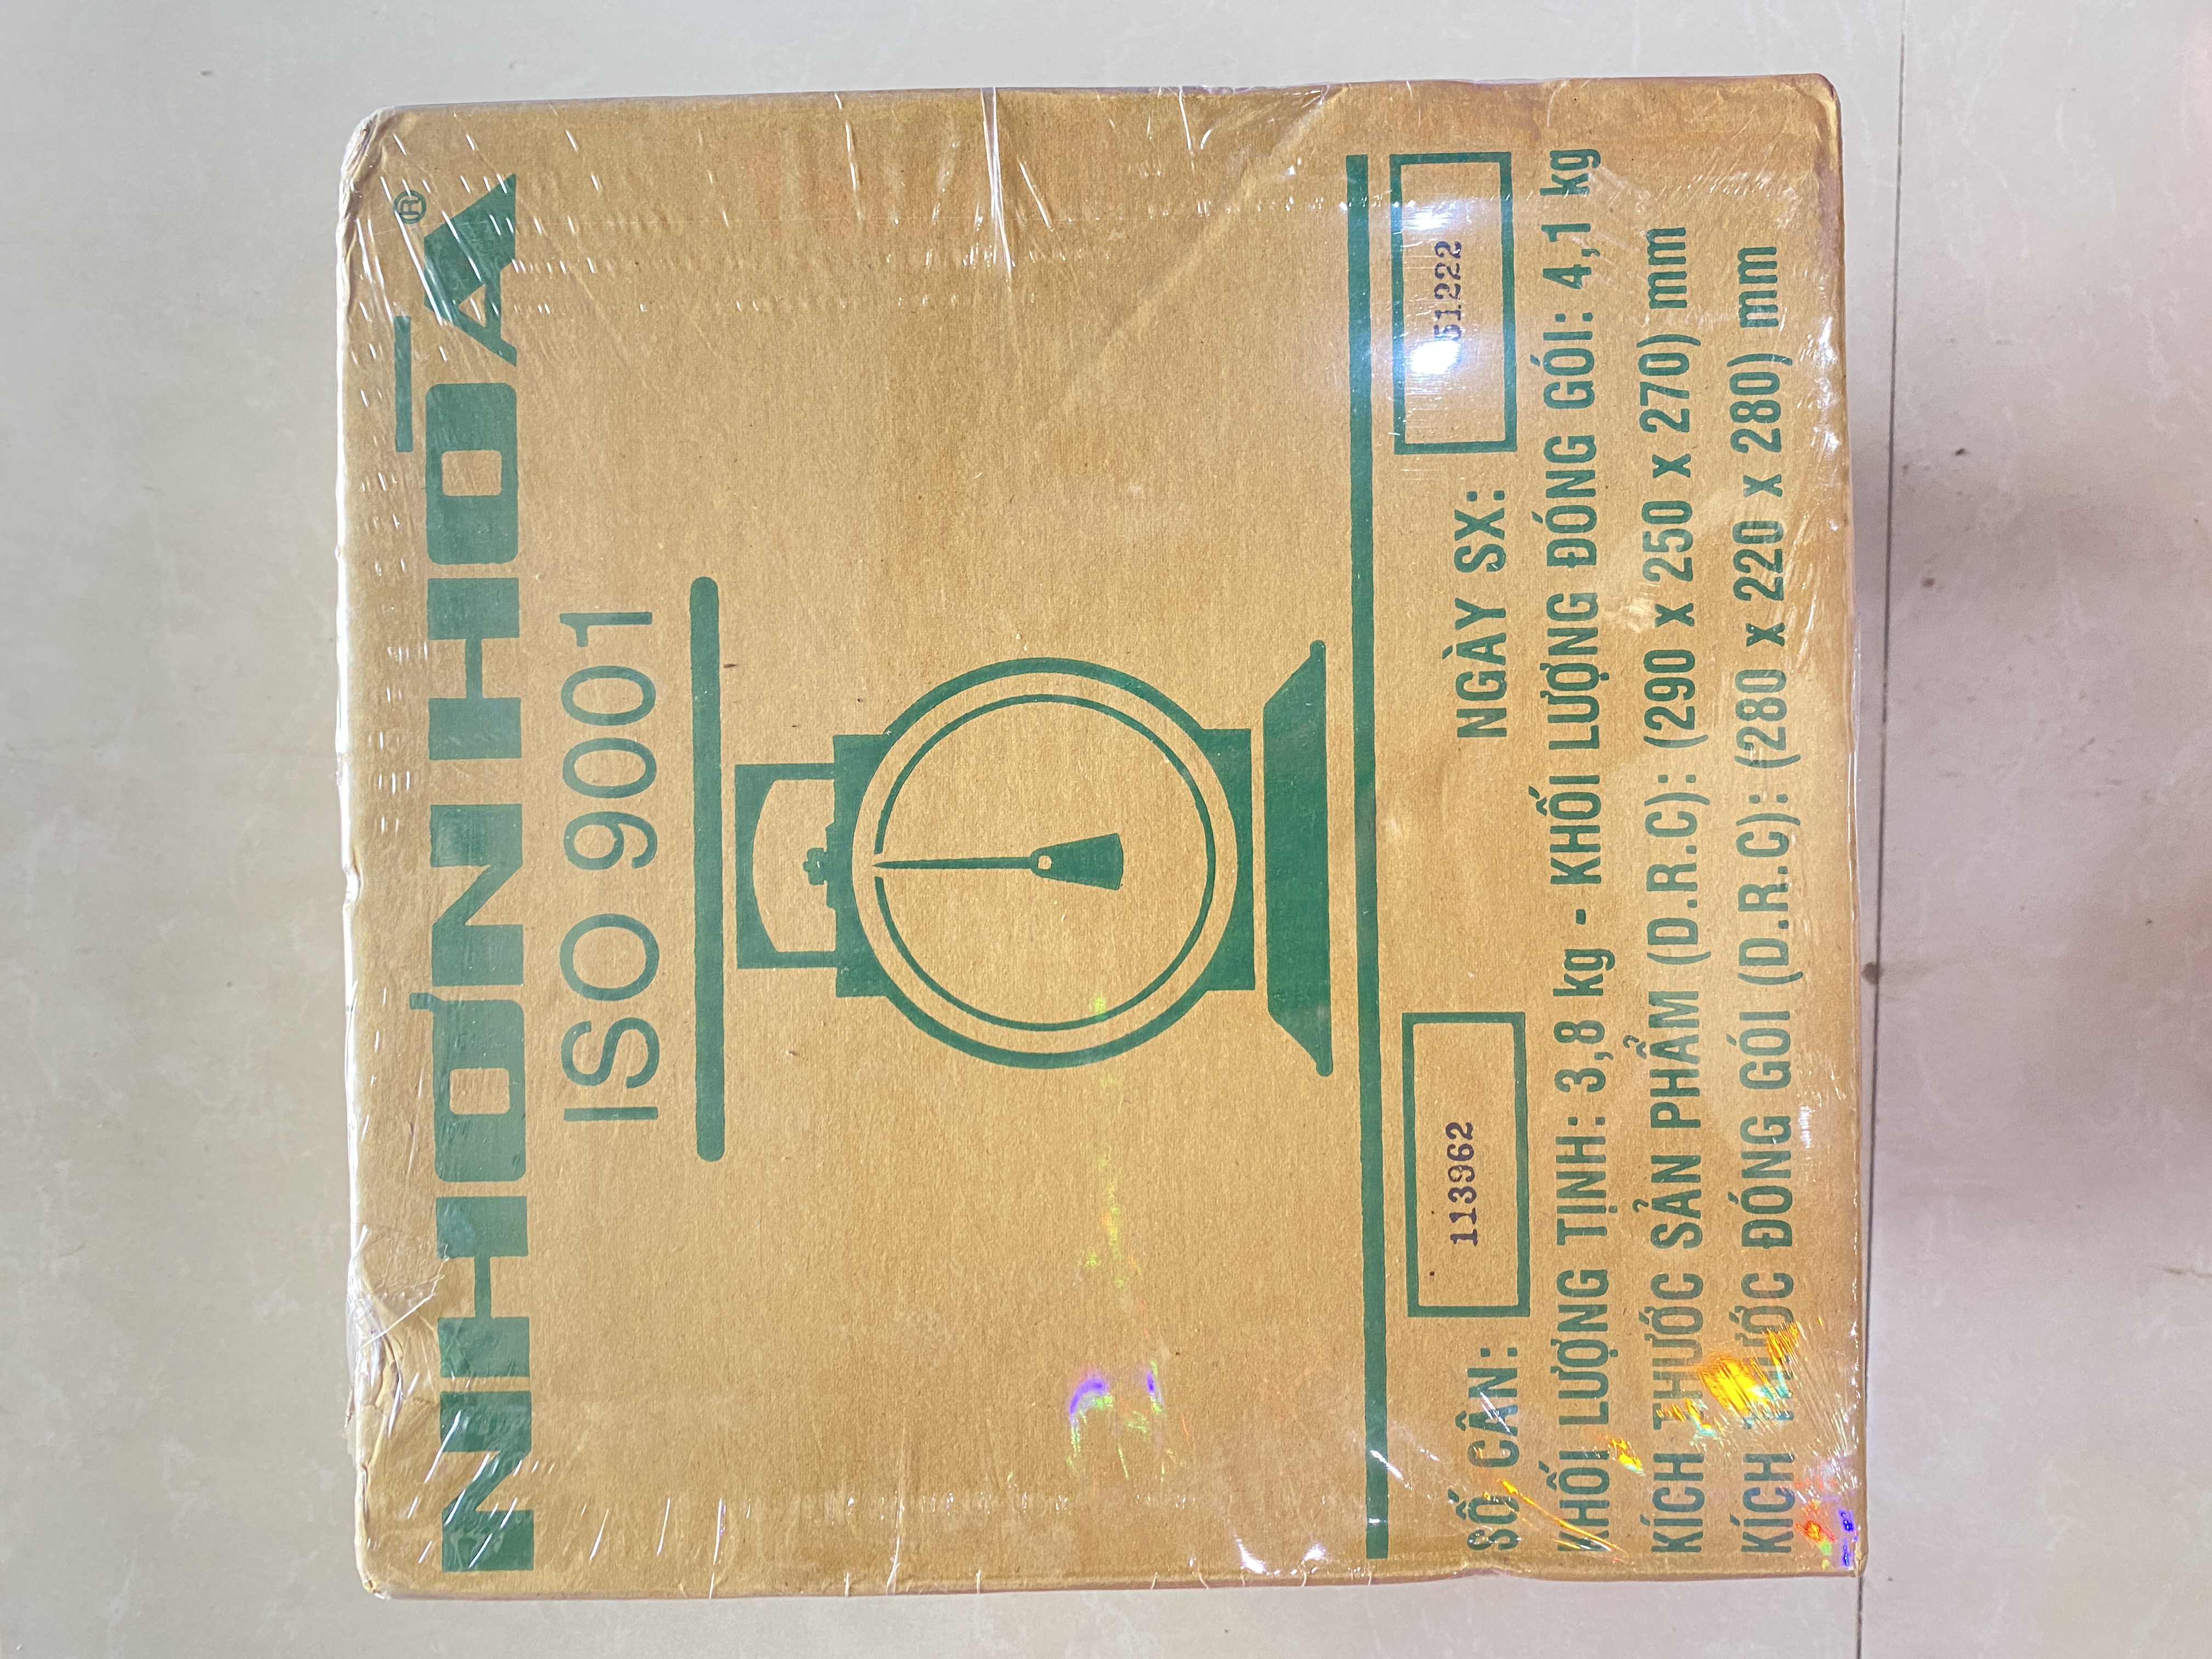 NHƠN HÒA ®
ISO 9001
SỐ CÂN: 113962 NGÀY SX:
KHỐI LƯỢNG TỊNH: 3,8 kg - KHỐI LƯỢNG ĐÓNG GÓI: 4,1 kg
KÍCH THƯỚC SẢN PHẨM (D.R.C): (290 x 250 x 270) mm
KÍCH THƯỚC ĐÓNG GÓI (D.R.C): (280 x 220 x 280) mm